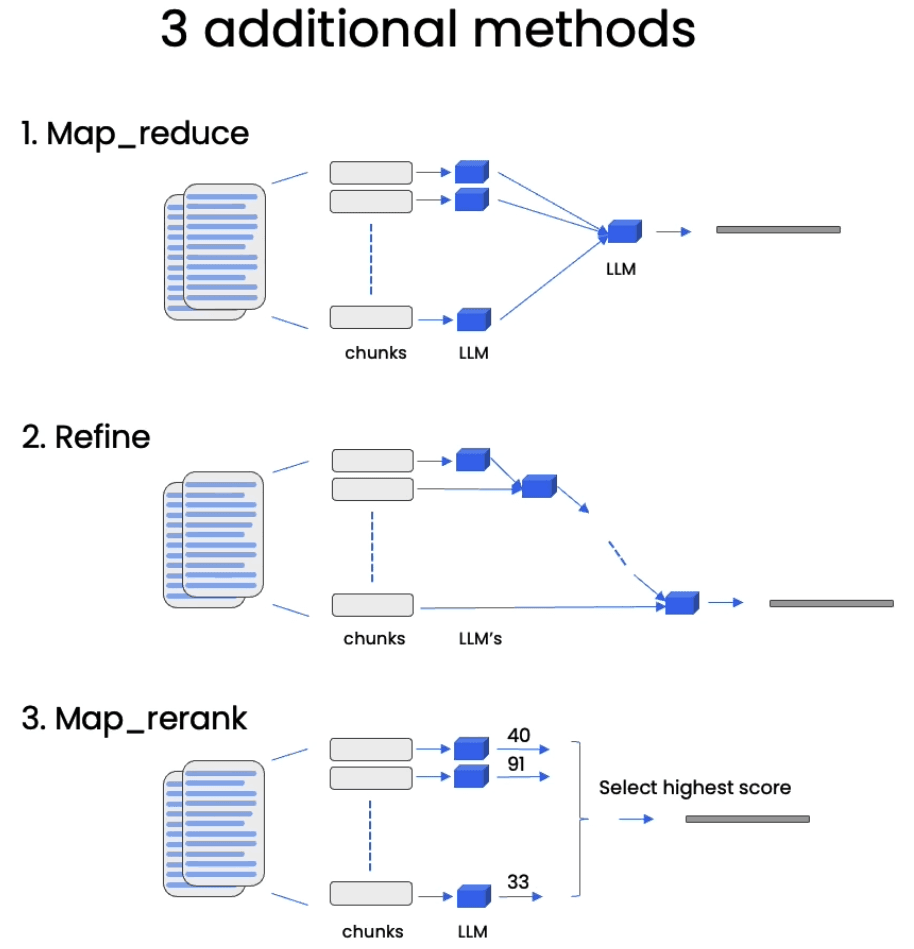 3 additional methods
1. Map_reduce
LLM
chunks
LLM
2. Refine
chunks
LLM's
3. Map_rerank
40
91
Select highest score
33
chunks
LLM